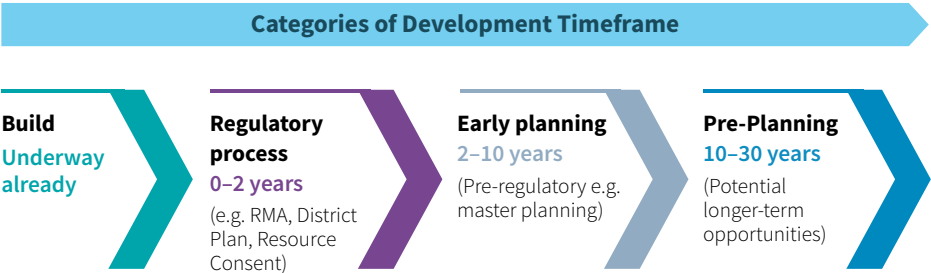 Categories of Development Timeframe
Build
Underway
already
Regulatory
process
0–2 years
(e.g. RMA, District
Plan, Resource
Consent)
Early planning
2–10 years
(Pre-regulatory e.g.
master planning)
Pre-Planning
10–30 years
(Potential
longer-term
opportunities)